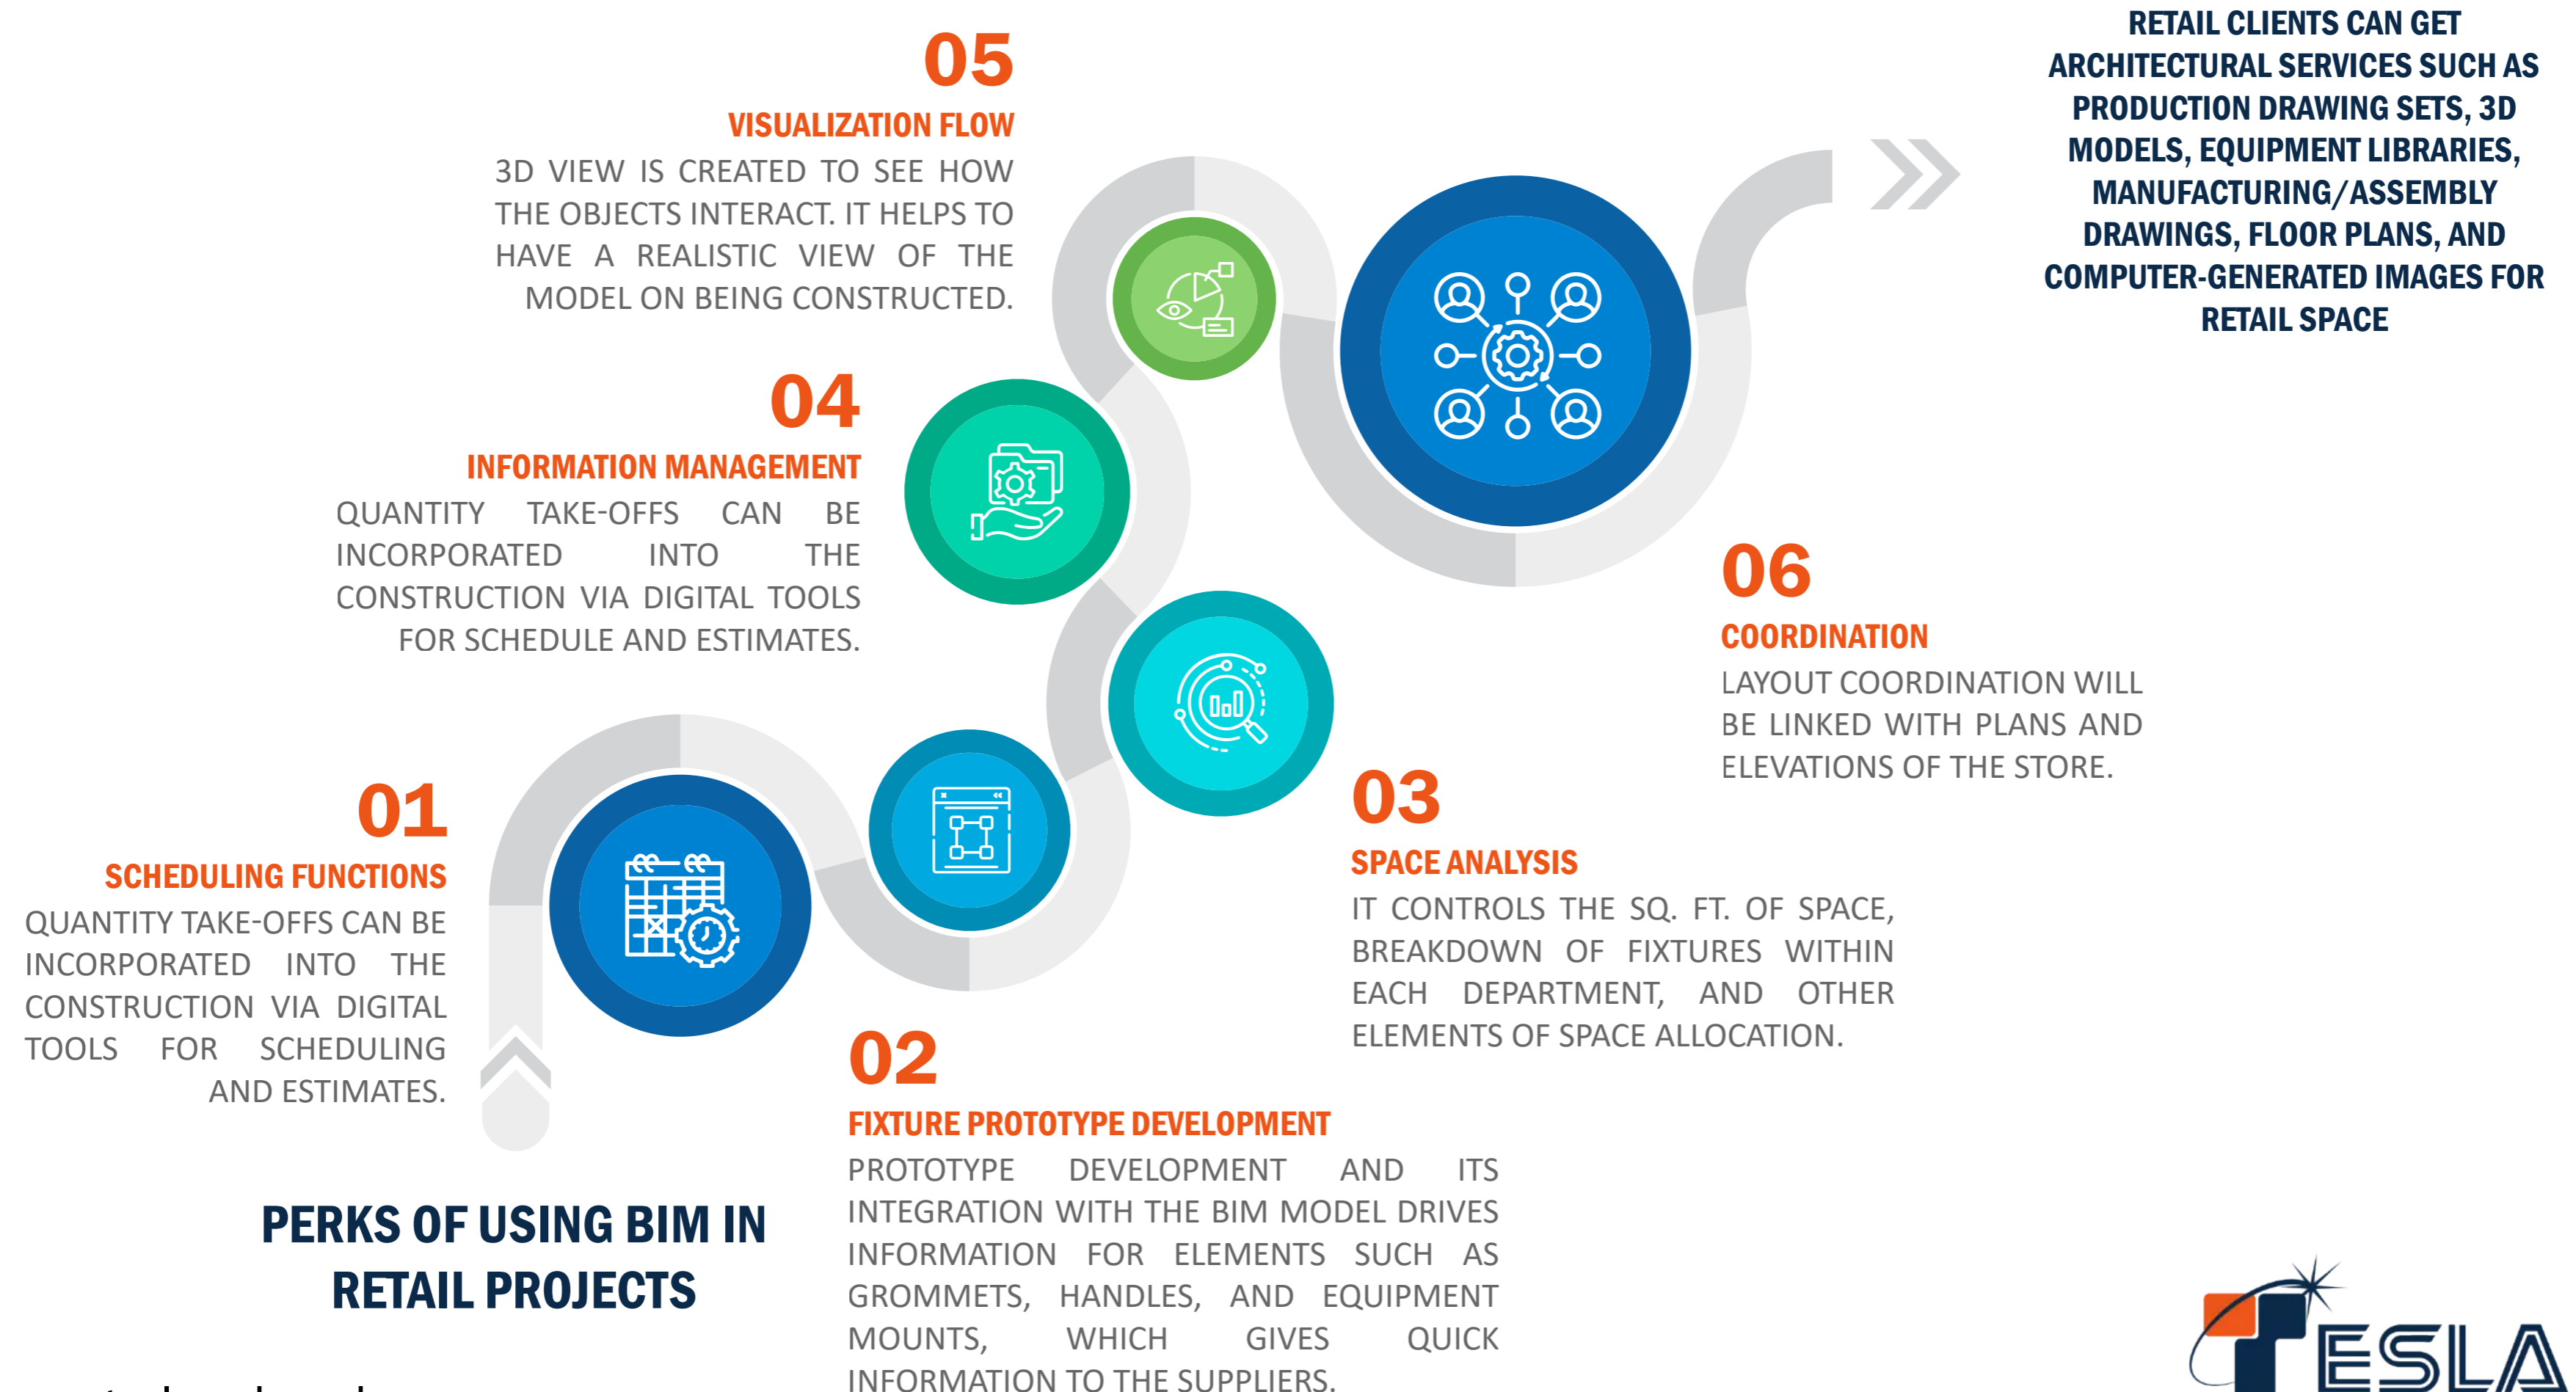 RETAIL CLIENTS CAN GET
ARCHITECTURAL SERVICES SUCH AS
PRODUCTION DRAWING SETS, 3D
MODELS, EQUIPMENT LIBRARIES,
MANUFACTURING/ASSEMBLY
DRAWINGS, FLOOR PLANS, AND
COMPUTER-GENERATED IMAGES FOR
RETAIL SPACE
05
VISUALIZATION FLOW
3D VIEW IS CREATED TO SEE HOW
THE OBJECTS INTERACT. IT HELPS TO
HAVE A REALISTIC VIEW OF THE
MODEL ON BEING CONSTRUCTED.
04
INFORMATION MANAGEMENT
QUANTITY TAKE-OFFS CAN BE
INCORPORATED INTO THE
CONSTRUCTION VIA DIGITAL TOOLS
FOR SCHEDULE AND ESTIMATES.
06
COORDINATION
LAYOUT COORDINATION WILL
BE LINKED WITH PLANS AND
ELEVATIONS OF THE STORE.
01
SCHEDULING FUNCTIONS
QUANTITY TAKE-OFFS CAN BE
INCORPORATED INTO THE
CONSTRUCTION VIA DIGITAL
TOOLS FOR SCHEDULING
AND ESTIMATES.
03
SPACE ANALYSIS
IT CONTROLS THE SQ. FT. OF SPACE,
BREAKDOWN OF FIXTURES WITHIN
EACH DEPARTMENT, AND OTHER
ELEMENTS OF SPACE ALLOCATION.
02
FIXTURE PROTOTYPE DEVELOPMENT
PROTOTYPE DEVELOPMENT AND ITS
INTEGRATION WITH THE BIM MODEL DRIVES
INFORMATION FOR ELEMENTS SUCH AS
GROMMETS, HANDLES, AND EQUIPMENT
MOUNTS, WHICH GIVES QUICK
INFORMATION TO THE SUPPLIERS.
PERKS OF USING BIM IN
RETAIL PROJECTS
TESLA